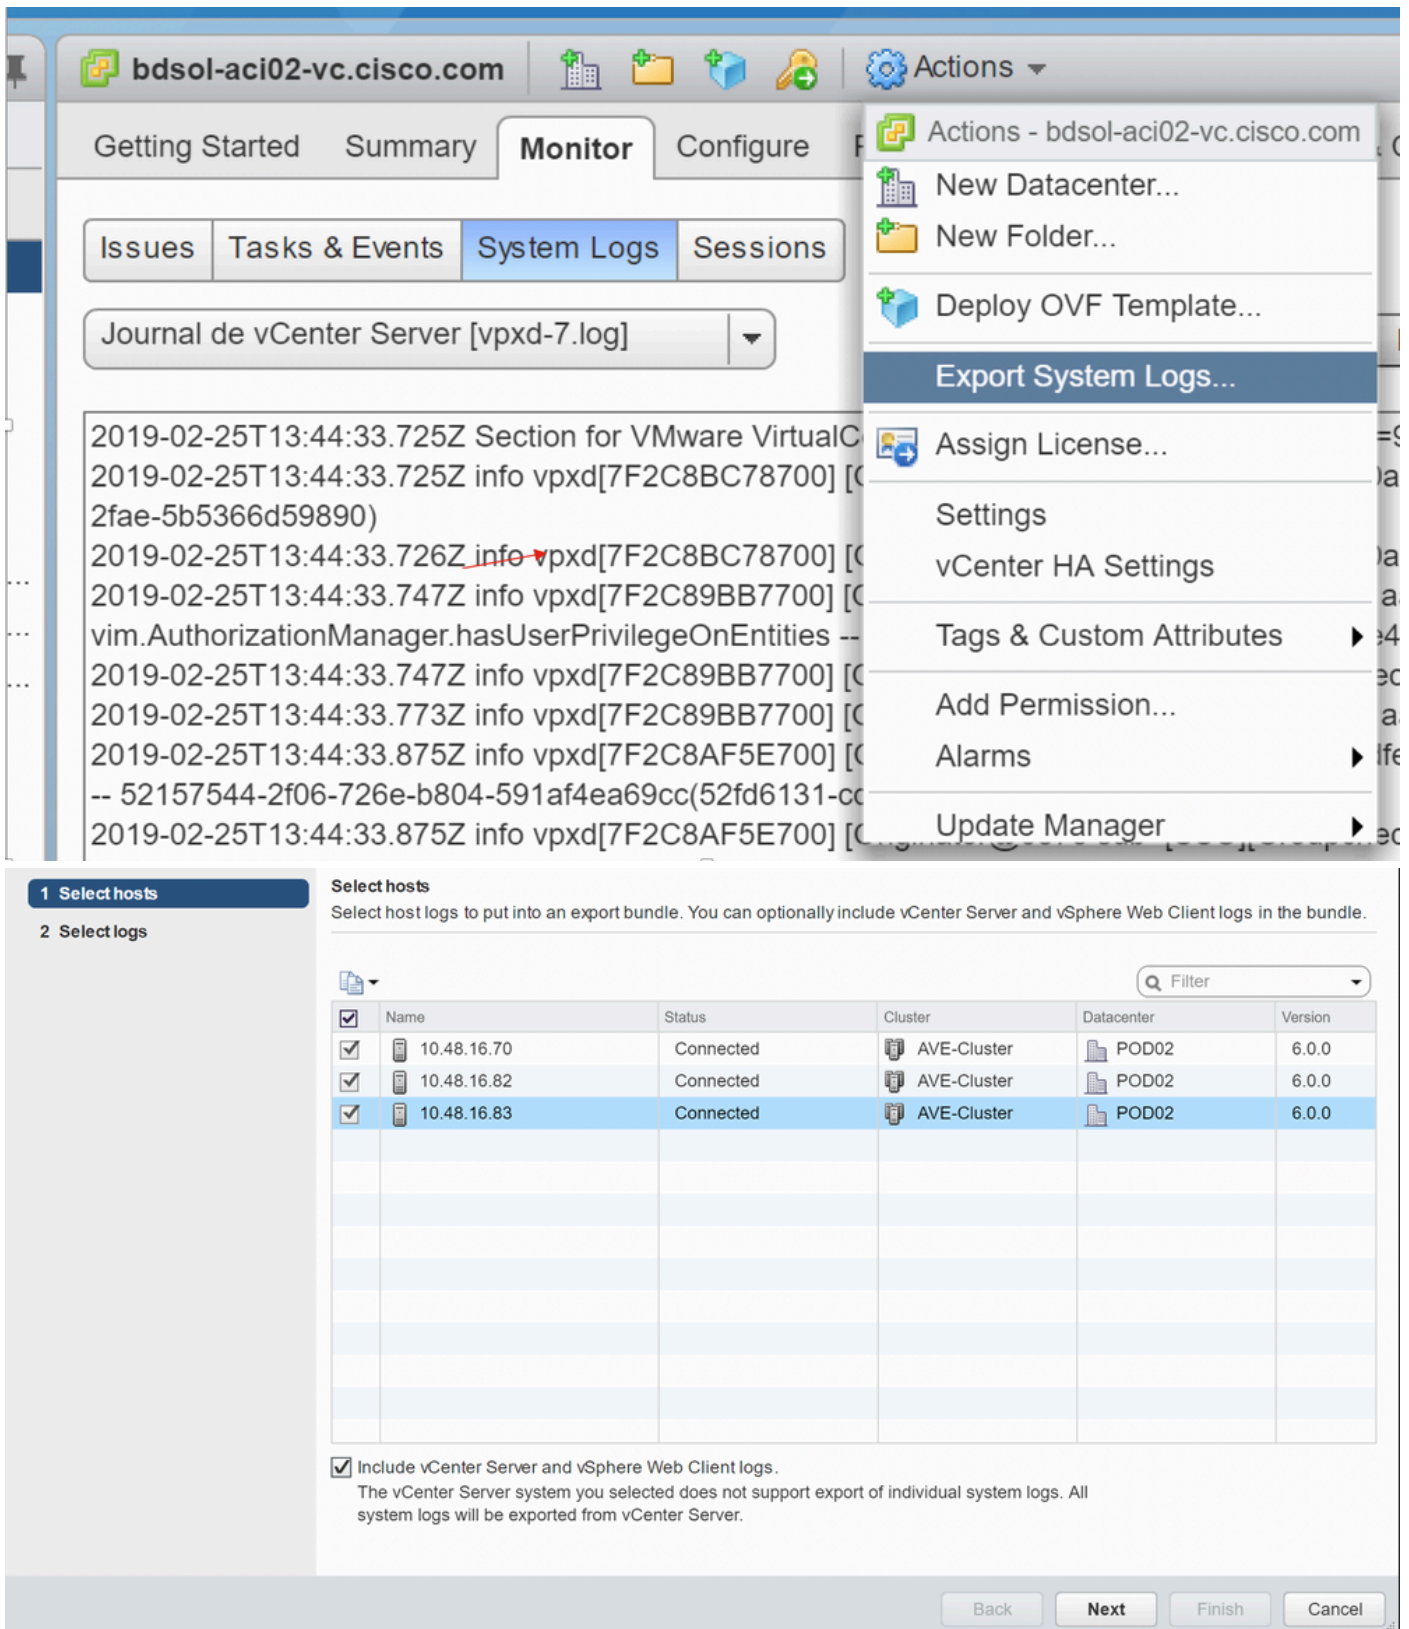 bdsol-aci02-vc.cisco.com
Actions
Getting Started Summary Monitor Configure
Actions - bdsol-aci02-vc.cisco.com
New Datacenter...
New Folder...
Deploy OVF Template...
Export System Logs...
Assign License...
Settings
vCenter HA Settings
Tags & Custom Attributes
Add Permission...
Alarms
Update Manager
Issues Tasks & Events System Logs Sessions
Journal de vCenter Server [vpxd-7.log]
2019-02-25T13:44:33.725Z Section for VMware
2019-02-25T13:44:33.725Z info vpxd[7F2C8BC78700]
2fae-5b5366d59890)
2019-02-25T13:44:33.726Z info vpxd[7F2C8BC78700]
2019-02-25T13:44:33.747Z info vpxd[7F2C89BB7700]
vim.AuthorizationManager.hasUserPrivilegeOnEntities --
2019-02-25T13:44:33.747Z info vpxd[7F2C89BB7700]
2019-02-25T13:44:33.773Z info vpxd[7F2C89BB7700]
2019-02-25T13:44:33.875Z info vpxd[7F2C8AF5E700]
-- 52157544-2f06-726e-b804-591af4ea69cc(52fd6131-
2019-02-25T13:44:33.875Z info vpxd[7F2C8AF5E700]
1 Select hosts
2 Select logs
Select hosts
Select host logs to put into an export bundle. You can optionally include vCenter Server and vSphere Web Client logs in the bundle.
Filter
Name Status Cluster Datacenter Version
10.48.16.70 Connected AVE-Cluster POD02 6.0.0
10.48.16.82 Connected AVE-Cluster POD02 6.0.0
10.48.16.83 Connected AVE-Cluster POD02 6.0.0
Include vCenter Server and vSphere Web Client logs.
The vCenter Server system you selected does not support export of individual system logs. All
system logs will be exported from vCenter Server.
Back Next Finish Cancel